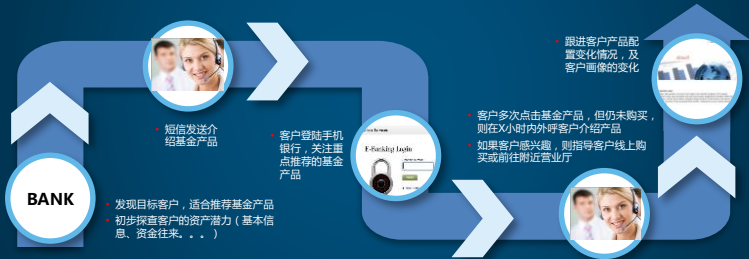 BANK
发现目标客户，适合推荐基金产品
初步探查客户的资产潜力（基本信
息、资金往来。。。）
短信发送介
绍基金产品
客户登陆手机
银行，关注重
点推荐的基金
产品
E-Banking Login
客户多次点击基金产品，但仍未购买，
则在X小时内外呼客户介绍产品
如果客户感兴趣，则指导客户线上购
买或前往附近营业厅
跟进客户产品配
置变化情况，及
客户画像的变化